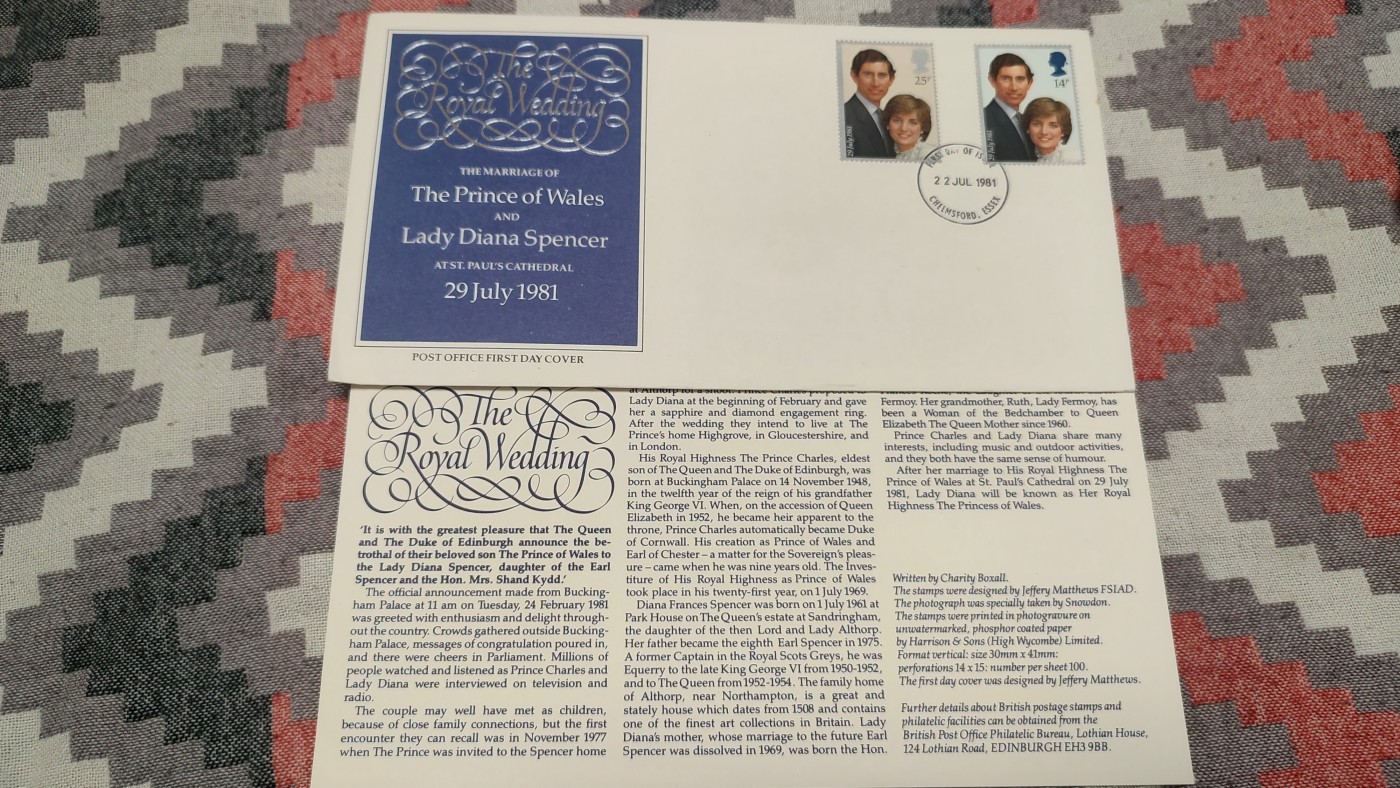 The
Royal Wedding
THE MARRIAGE OF
The Prince of Wales
AND
Lady Diana Spencer
AT ST. PAUL'S CATHEDRAL
29 July 1981
POST OFFICE FIRST DAY COVER
25P
29 July 1981
14P
29 July 1981
FIRST DAY OF
22 JUL 1981
CHELMSFORD, ESSEX
The
Royal Wedding
'It is with the greatest pleasure that The Queen
and The Duke of Edinburgh announce the be-
trothal of their beloved son The Prince of Wales to
the Lady Diana Spencer, daughter of the Earl
Spencer and the Hon. Mrs. Shand Kydd.'
The official announcement made from Bucking-
ham Palace at 11 am on Tuesday, 24 February 1981
was greeted with enthusiasm and delight through-
out the country. Crowds gathered outside Bucking-
ham Palace, messages of congratulation poured in,
and there were cheers in Parliament. Millions of
people watched and listened as Prince Charles and
Lady Diana were interviewed on television and
radio.
The couple may well have met as children,
because of close family connections, but the first
encounter they can recall was in November 1977
when The Prince was invited to the Spencer home
at Althorp for a shoot. Prince Charles
Lady Diana at the beginning of February and gave
her a sapphire and diamond engagement ring.
After the wedding they intend to live at The
Prince's home Highgrove, in Gloucestershire, and
in London.
His Royal Highness The Prince Charles, eldest
son of The Queen and The Duke of Edinburgh, was
born at Buckingham Palace on 14 November 1948,
in the twelfth year of the reign of his grandfather
King George VI. When, on the accession of Queen
Elizabeth in 1952, he became heir apparent to the
throne, Prince Charles automatically became Duke
of Cornwall. His creation as Prince of Wales and
Earl of Chester – a matter for the Sovereign's pleas-
ure – came when he was nine years old. The Inves-
titure of His Royal Highness as Prince of Wales
took place in his twenty-first year, on 1 July 1969.
Diana Frances Spencer was born on 1 July 1961 at
Park House on The Queen's estate at Sandringham,
the daughter of the then Lord and Lady Althorp.
Her father became the eighth Earl Spencer in 1975.
A former Captain in the Royal Scots Greys, he was
Equerry to the late King George VI from 1950-1952,
and to The Queen from 1952-1954. The family home
of Althorp, near Northampton, is a great and
stately house which dates from 1508 and contains
one of the finest art collections in Britain. Lady
Diana's mother, whose marriage to the future Earl
Spencer was dissolved in 1969, was born the Hon.
Fermoy. Her grandmother, Ruth, Lady Fermoy, has
been a Woman of the Bedchamber to Queen
Elizabeth The Queen Mother since 1960.
Prince Charles and Lady Diana share many
interests, including music and outdoor activities,
and they both have the same sense of humour.
After her marriage to His Royal Highness The
Prince of Wales at St. Paul's Cathedral on 29 July
1981, Lady Diana will be known as Her Royal
Highness The Princess of Wales.
Written by Charity Boxall.
The stamps were designed by Jeffery Matthews FSIAD.
The photograph was specially taken by Snowdon.
The stamps were printed in photogravure on
unwatermarked, phosphor coated paper
by Harrison & Sons (High Wycombe) Limited.
Format vertical: size 30mm x 41mm:
perforations 14 x 15: number per sheet 100.
The first day cover was designed by Jeffery Matthews.
Further details about British postage stamps and
philatelic facilities can be obtained from the
British Post Office Philatelic Bureau, Lothian House,
124 Lothian Road, EDINBURGH EH3 9BB.